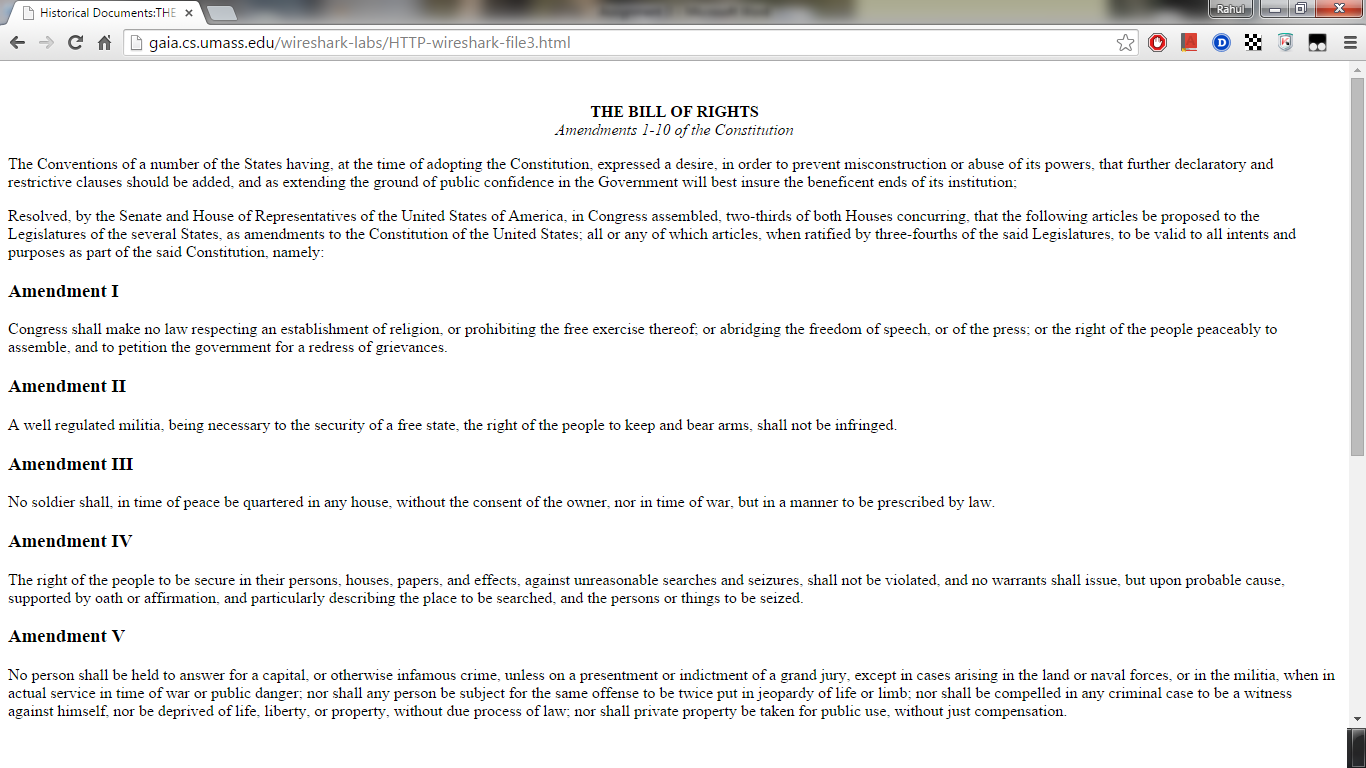 Historical Documents:THE
Rahul
gaia.cs.umass.edu/wireshark-labs/HTTP-wireshark-file3.html
THE BILL OF RIGHTS
Amendments 1-10 of the Constitution
The Conventions of a number of the States having, at the time of adopting the Constitution, expressed a desire, in order to prevent misconstruction or abuse of its powers, that further declaratory and
restrictive clauses should be added, and as extending the ground of public confidence in the Government will best insure the beneficent ends of its institution;
Resolved, by the Senate and House of Representatives of the United States of America, in Congress assembled, two-thirds of both Houses concurring, that the following articles be proposed to the
Legislatures of the several States, as amendments to the Constitution of the United States; all or any of which articles, when ratified by three-fourths of the said Legislatures, to be valid to all intents and
purposes as part of the said Constitution, namely:
Amendment I
Congress shall make no law respecting an establishment of religion, or prohibiting the free exercise thereof; or abridging the freedom of speech, or of the press; or the right of the people peaceably to
assemble, and to petition the government for a redress of grievances.
Amendment II
A well regulated militia, being necessary to the security of a free state, the right of the people to keep and bear arms, shall not be infringed.
Amendment III
No soldier shall, in time of peace be quartered in any house, without the consent of the owner, nor in time of war, but in a manner to be prescribed by law.
Amendment IV
The right of the people to be secure in their persons, houses, papers, and effects, against unreasonable searches and seizures, shall not be violated, and no warrants shall issue, but upon probable cause,
supported by oath or affirmation, and particularly describing the place to be searched, and the persons or things to be seized.
Amendment V
No person shall be held to answer for a capital, or otherwise infamous crime, unless on a presentment or indictment of a grand jury, except in cases arising in the land or naval forces, or in the militia, when in
actual service in time of war or public danger; nor shall any person be subject for the same offense to be twice put in jeopardy of life or limb; nor shall be compelled in any criminal case to be a witness
against himself, nor be deprived of life, liberty, or property, without due process of law; nor shall private property be taken for public use, without just compensation.